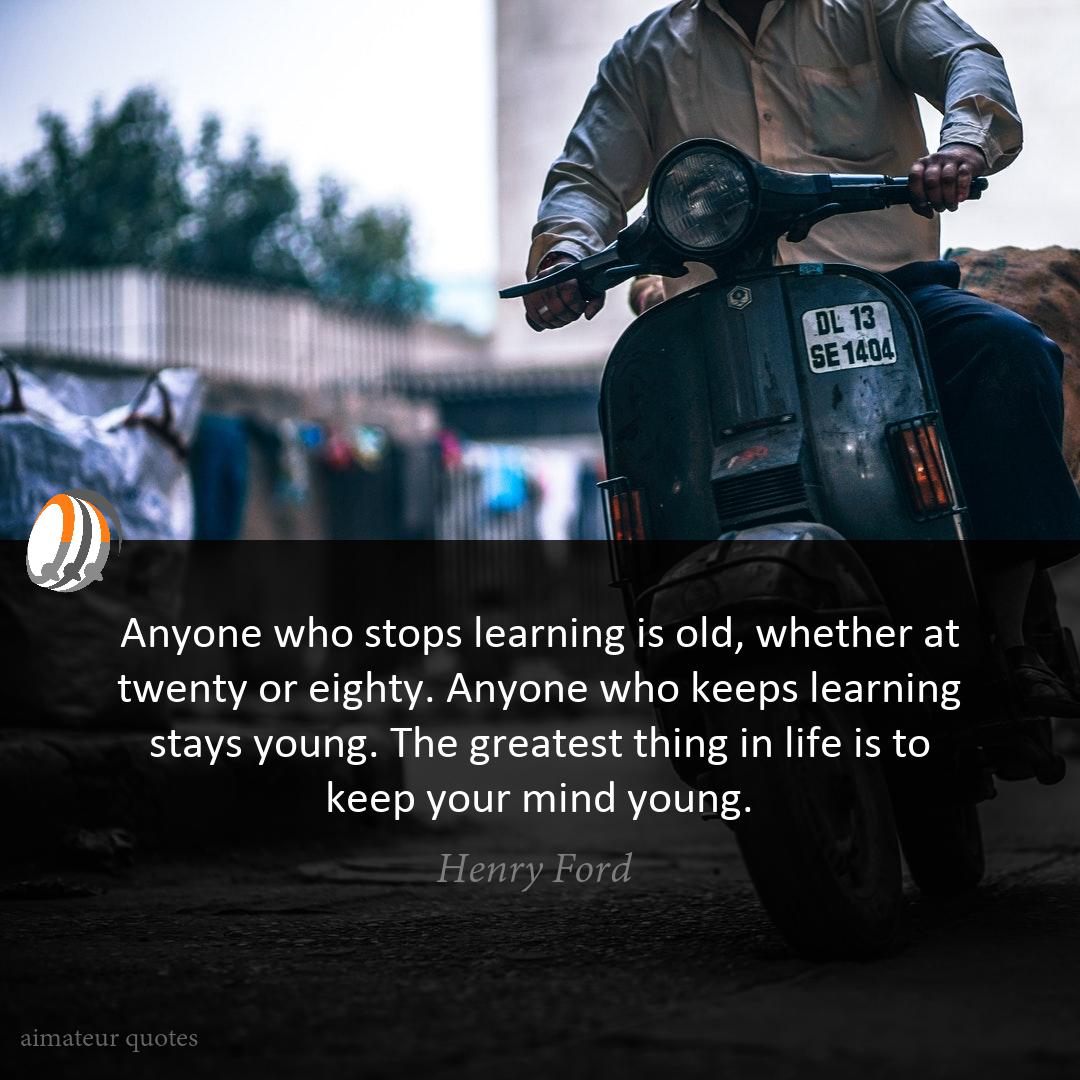 DL 13
SE 1404
Anyone who stops learning is old, whether at
twenty or eighty. Anyone who keeps learning
stays young. The greatest thing in life is to
keep your mind young.
Henry Ford
aimateur quotes